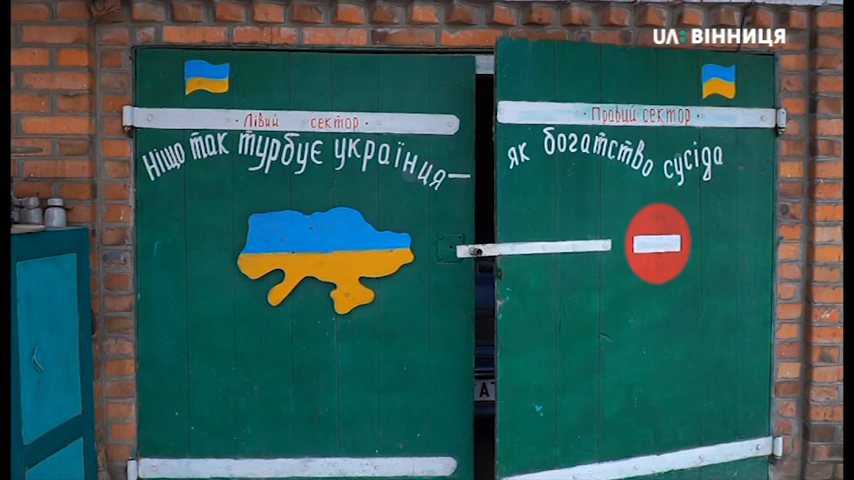 UA: ВІННИЦЯ
Лівий сектор
Правий сектор
Ніщо так турбує українця —
як богатство сусіда